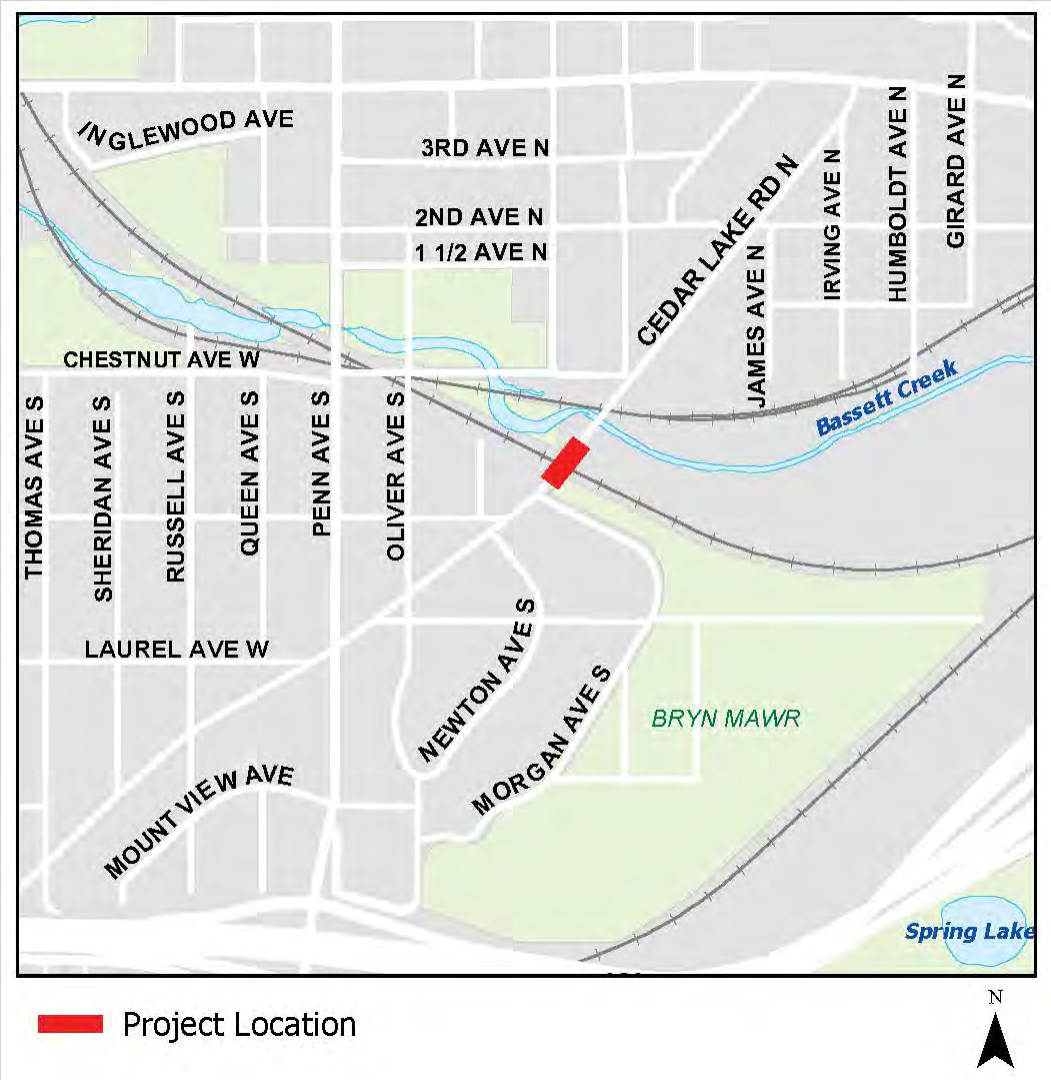 INGLEWOOD AVE
3RD AVE N
2ND AVE N
1 1/2 AVE N
CEDAR LAKE RD N
JAMES AVE N
IRVING AVE N
HUMBOLDT AVE N
GIRARD AVE N
CHESTNUT AVE W
Bassett Creek
THOMAS AVE S
SHERIDAN AVE S
RUSSELL AVE S
QUEEN AVE S
PENN AVE S
OLIVER AVE S
LAUREL AVE W
NEWTON AVE S
MORGAN AVE S
BRYN MAWR
MOUNT VIEW AVE
Spring Lake
Project Location
N